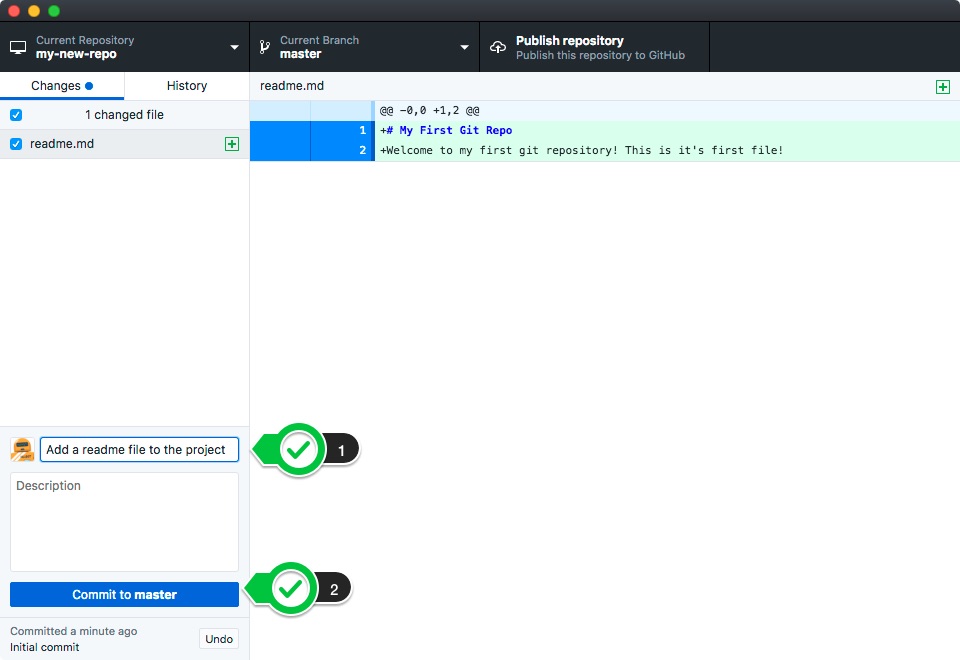 Current Repository
my-new-repo
Current Branch
master
Publish repository
Publish this repository to GitHub
Changes
History
readme.md
1 changed file
readme.md
@@ -0,0 +1,2 @@
1 +# My First Git Repo
2 +Welcome to my first git repository! This is it's first file!
Add a readme file to the project
1
Description
Commit to master
2
Committed a minute ago
Initial commit
Undo